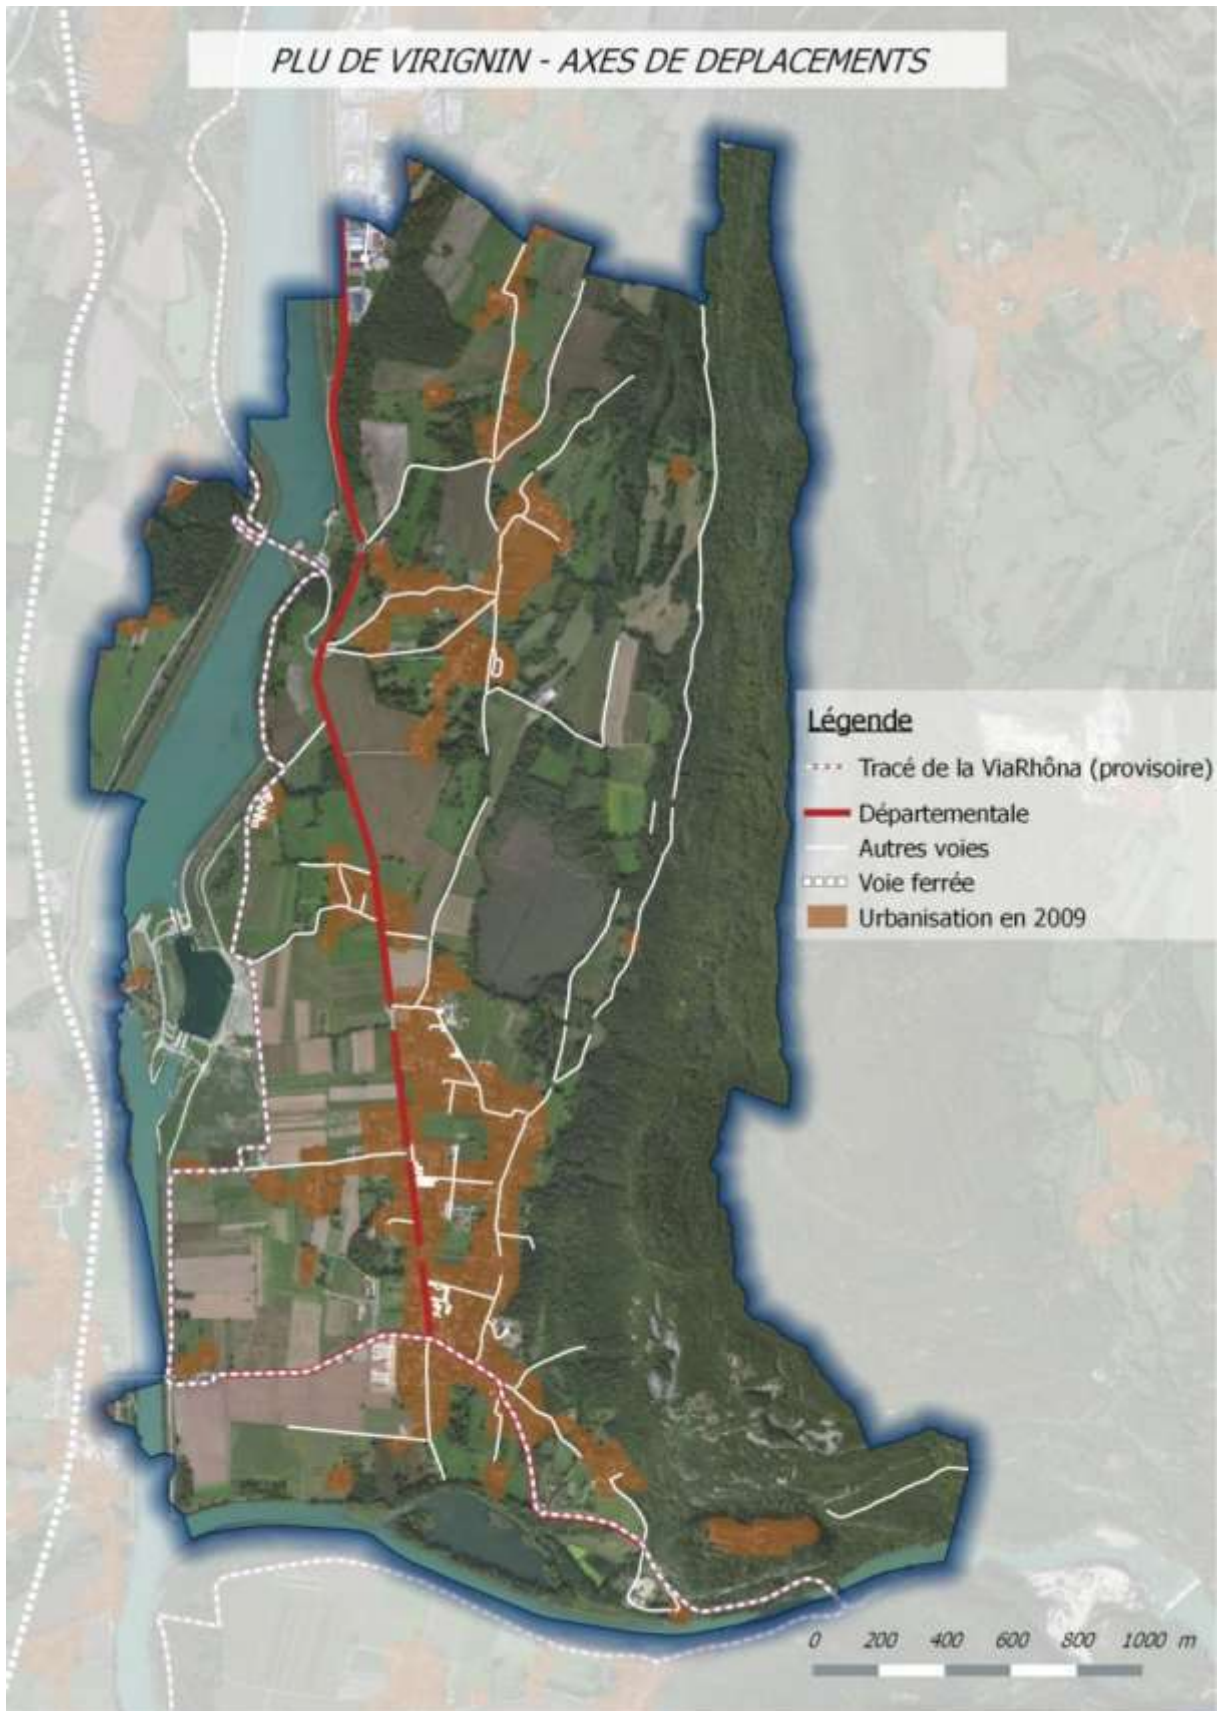 PLU DE VIRIGNIN - AXES DE DEPLACEMENTS
Légende
Tracé de la ViaRhôna (provisoire)
Départementale
Autres voies
Voie ferrée
Urbanisation en 2009
0 200 400 600 800 1000 m